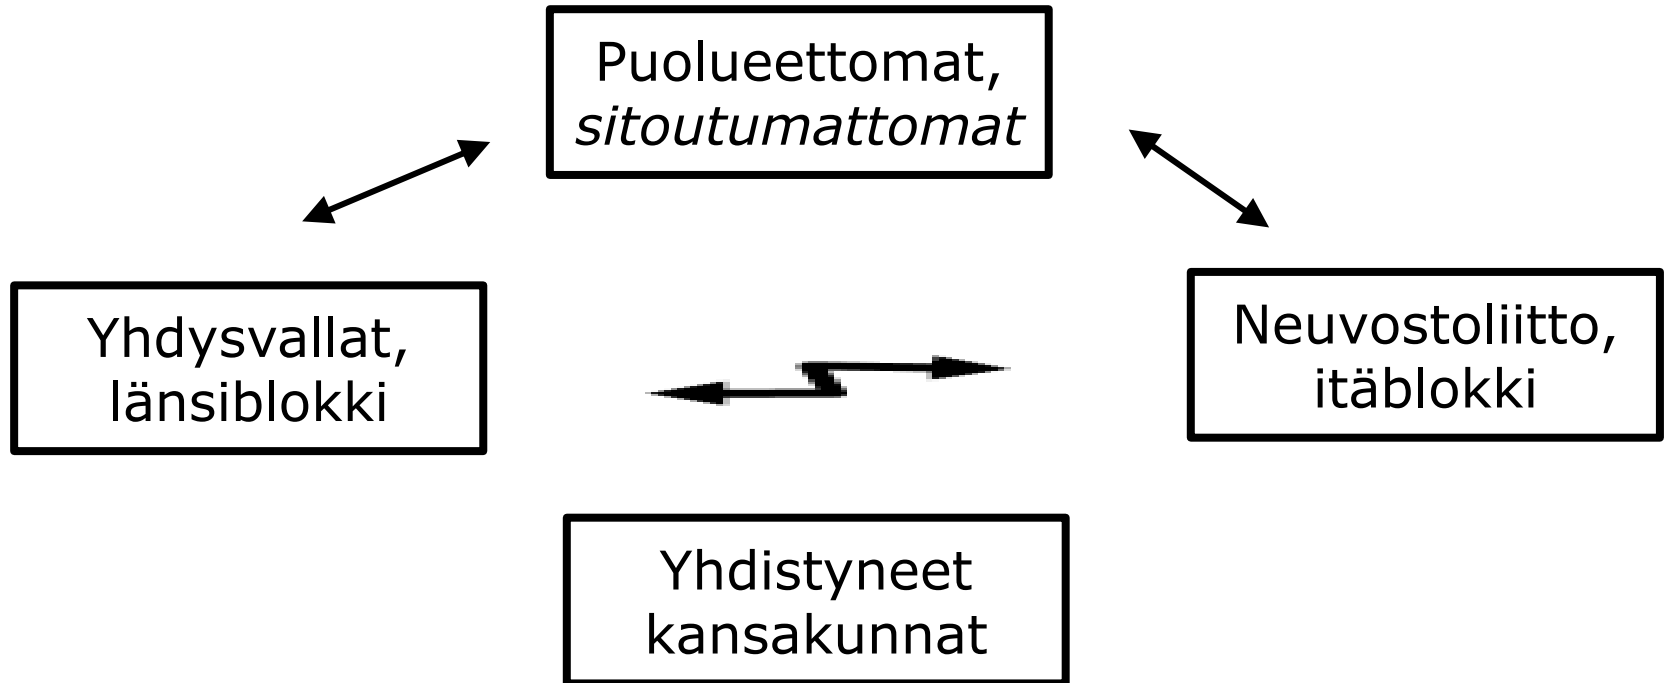 Puolueettomat,
sitoutumattomat
Yhdysvallat,
länsiblokki
Neuvostoliitto,
itäblokki
Yhdistyneet
kansakunnat